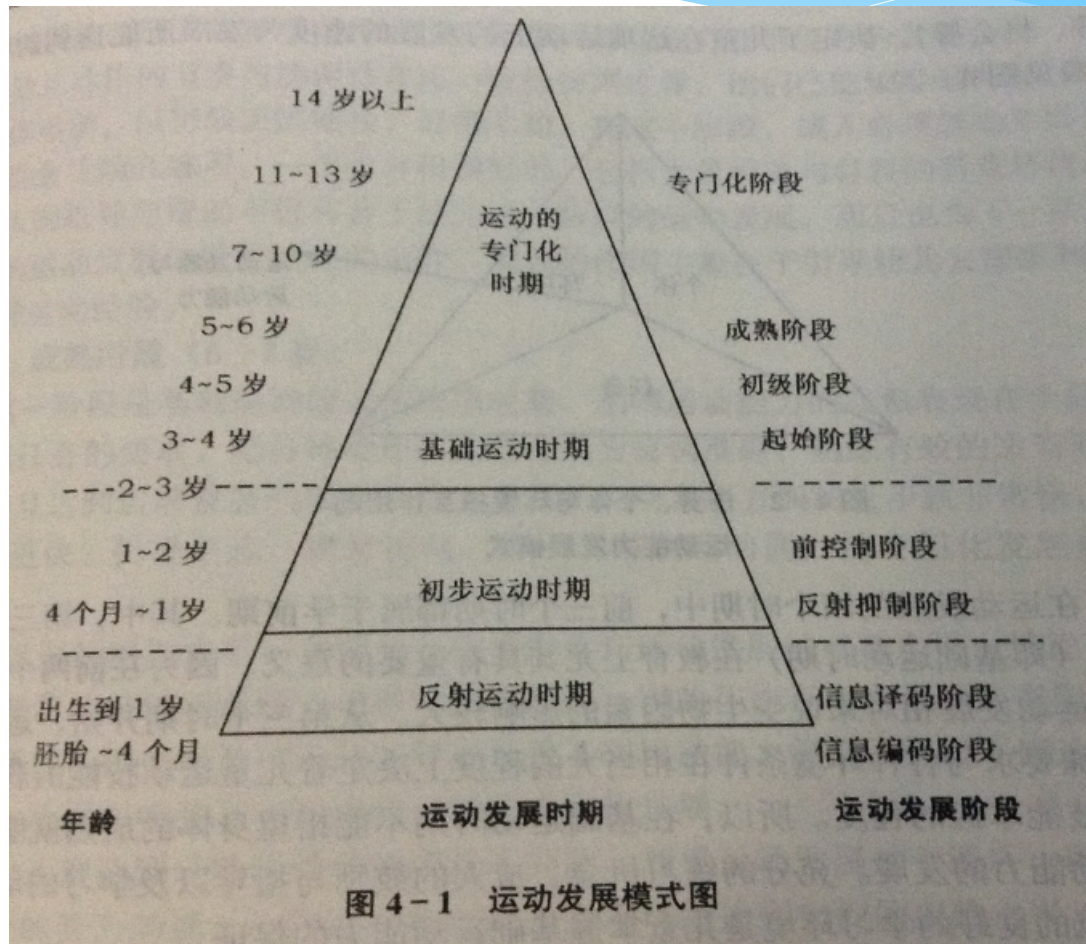 14 岁以上
11~13 岁
专门化阶段
运动的
专门化
时期
7~10 岁
5~6 岁
成熟阶段
4~5 岁
初级阶段
3~4 岁
基础运动时期
起始阶段
2~3 岁
1~2 岁
前控制阶段
初步运动时期
4 个月~1 岁
反射抑制阶段
出生到 1 岁
反射运动时期
信息译码阶段
胚胎~4 个月
信息编码阶段
年龄
运动发展时期
运动发展阶段
图 4-1 运动发展模式图